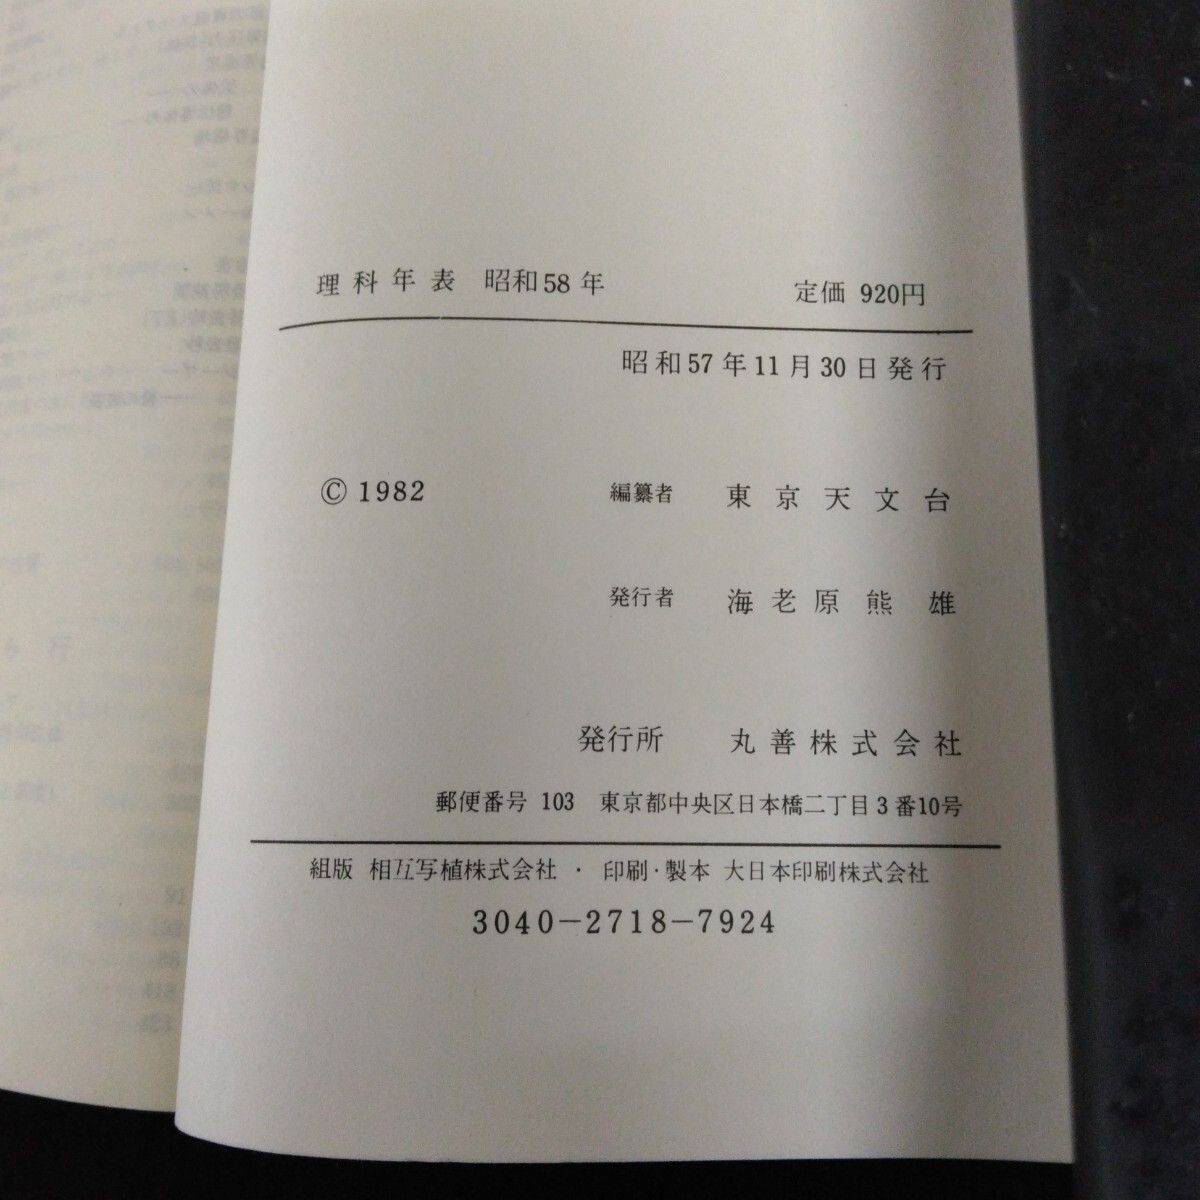 理科年表 昭和58年 定価 920円
昭和57年11月30日発行
© 1982 編纂者 東京天文台
発行者 海老原熊雄
発行所 丸善株式会社
郵便番号 103 東京都中央区日本橋二丁目3番10号
組版 相互写植株式会社・印刷・製本 大日本印刷株式会社
3040-2718-7924